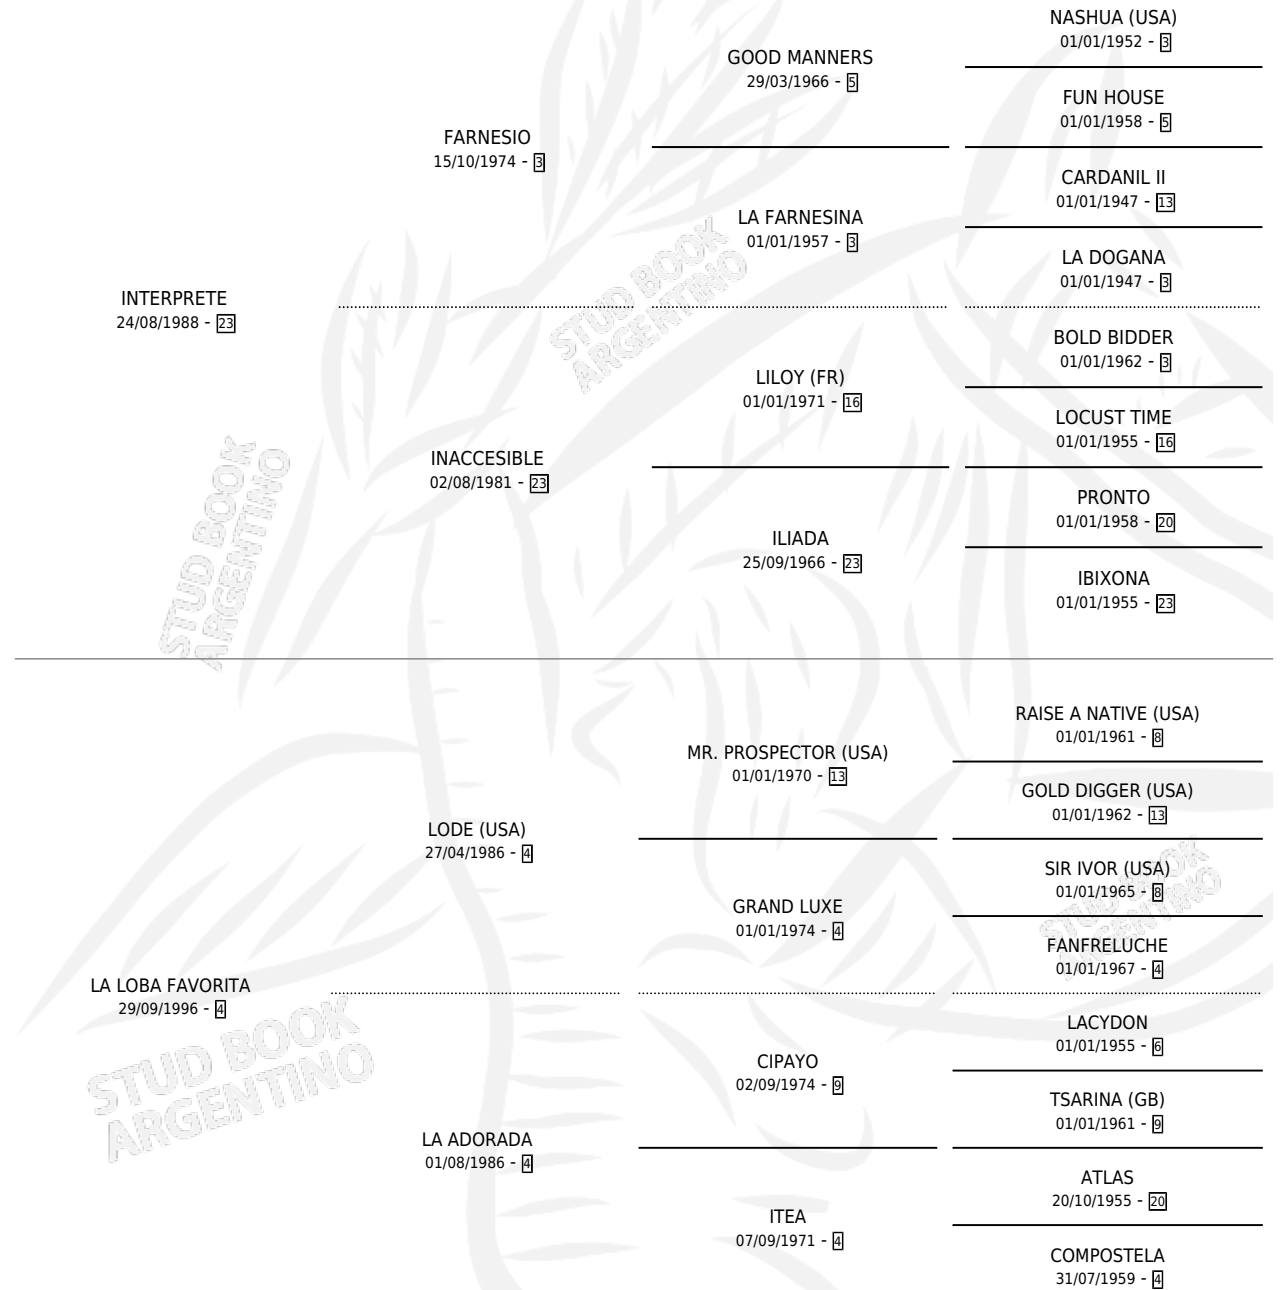 NASHUA (USA)
01/01/1952 - 3
GOOD MANNERS
29/03/1966 - 5
FUN HOUSE
01/01/1958 - 5
FARNESIO
15/10/1974 - 3
CARDANIL II
01/01/1947 - 13
LA FARNESINA
01/01/1957 - 3
LA DOGANA
01/01/1947 - 3
INTERPRETE
24/08/1988 - 23
BOLD BIDDER
01/01/1962 - 3
LILOY (FR)
01/01/1971 - 16
LOCUST TIME
01/01/1955 - 16
INACCESIBLE
02/08/1981 - 23
PRONTO
01/01/1958 - 20
ILIADA
25/09/1966 - 23
IBIXONA
01/01/1955 - 23
STUD BOOK
ARGENTINO
STUD BOOK
ARGENTINO
RAISE A NATIVE (USA)
01/01/1961 - 8
MR. PROSPECTOR (USA)
01/01/1970 - 13
GOLD DIGGER (USA)
01/01/1962 - 13
LODE (USA)
27/04/1986 - 4
SIR IVOR (USA)
01/01/1965 - 8
GRAND LUXE
01/01/1974 - 4
FANFRELUCHE
01/01/1967 - 4
LA LOBA FAVORITA
29/09/1996 - 4
LACYDON
01/01/1955 - 6
CIPAYO
02/09/1974 - 9
TSARINA (GB)
01/01/1961 - 9
LA ADORADA
01/08/1986 - 4
ATLAS
20/10/1955 - 20
ITEA
07/09/1971 - 4
COMPOSTELA
31/07/1959 - 4
STUD BOOK
ARGENTINO
STUD BOOK
ARGENTINO